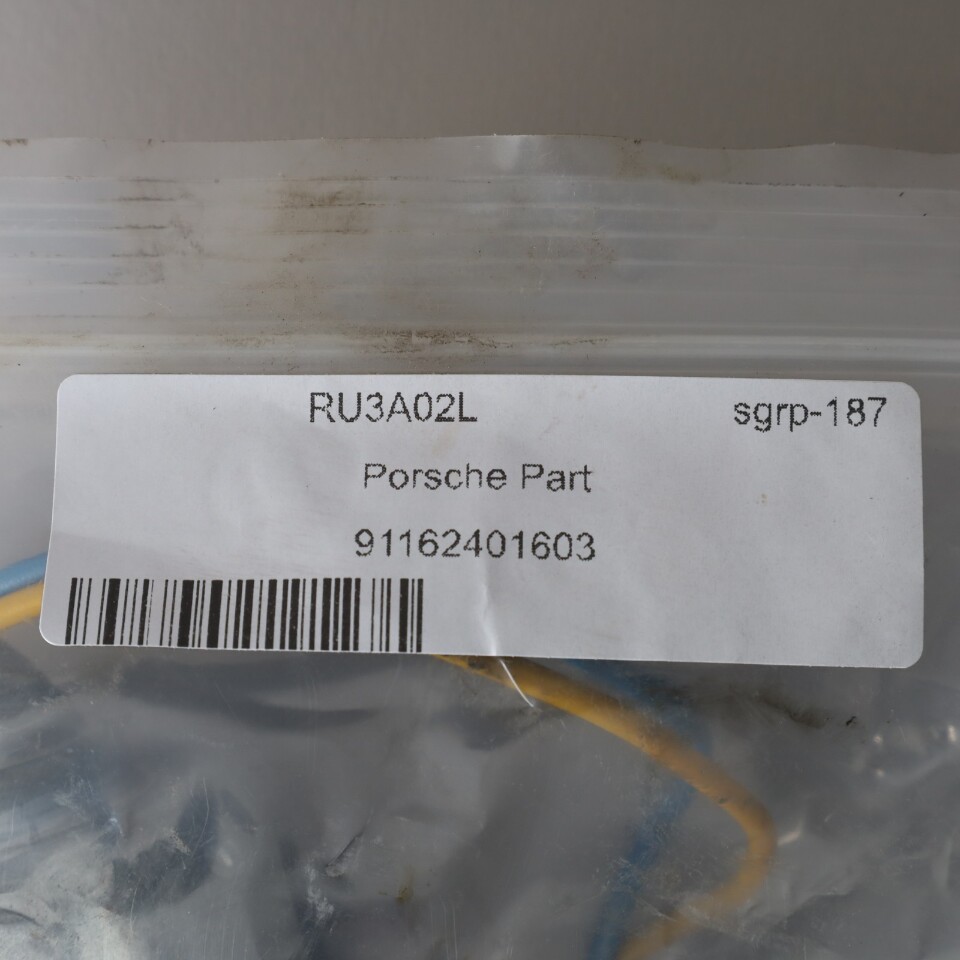 RU3A02L sgrp-187
Porsche Part
91162401603